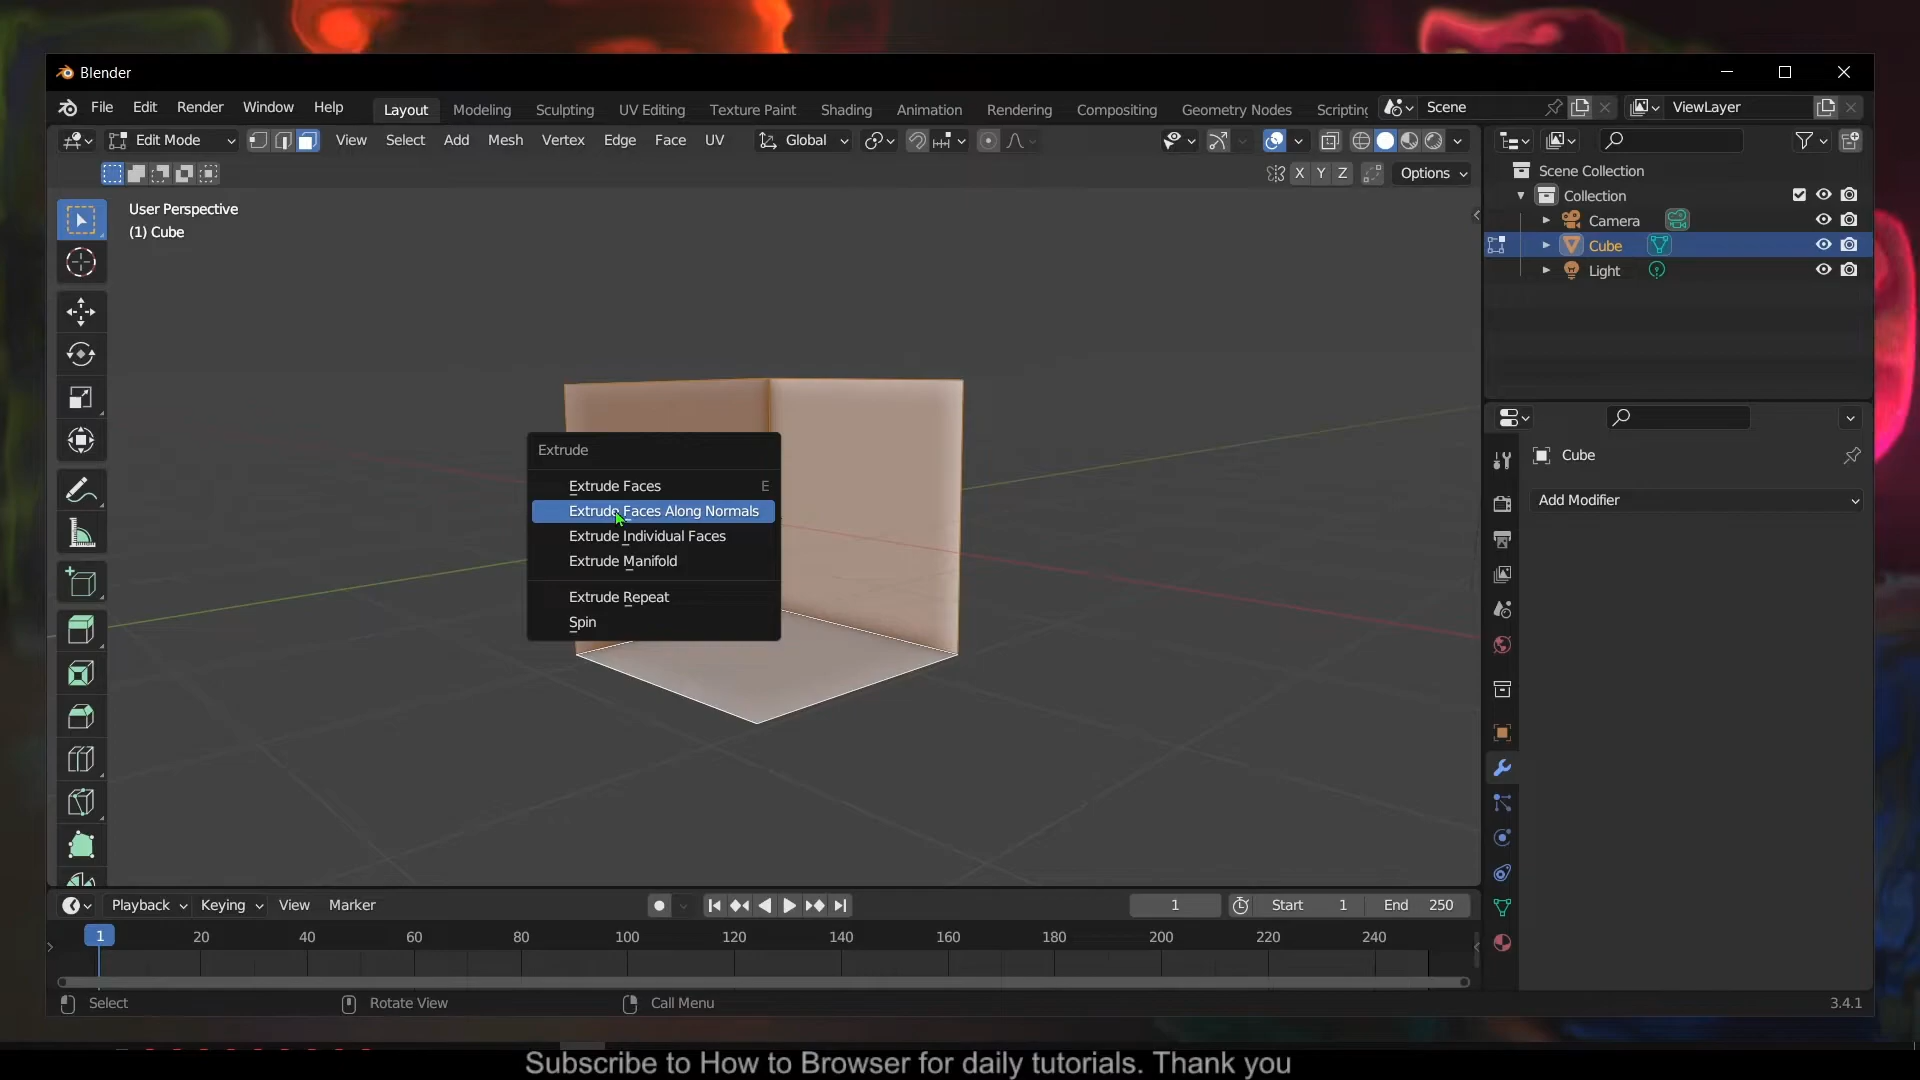 Blender
File Edit Render Window Help Layout Modeling Sculpting UV Editing Texture Paint Shading Animation Rendering Compositing Geometry Nodes Scripting Scene ViewLayer
Edit Mode View Select Add Mesh Vertex Edge Face UV Global
X Y Z Options
User Perspective
(1) Cube
Scene Collection
Collection
Camera
Cube
Light
Extrude
Extrude Faces E
Extrude Faces Along Normals
Extrude Individual Faces
Extrude Manifold
Extrude Repeat
Spin
Cube
Add Modifier
Playback Keying View Marker 1 Start 1 End 250
1 20 40 60 80 100 120 140 160 180 200 220 240
Select Rotate View Call Menu 3.4.1
Subscribe to How to Browser for daily tutorials. Thank you